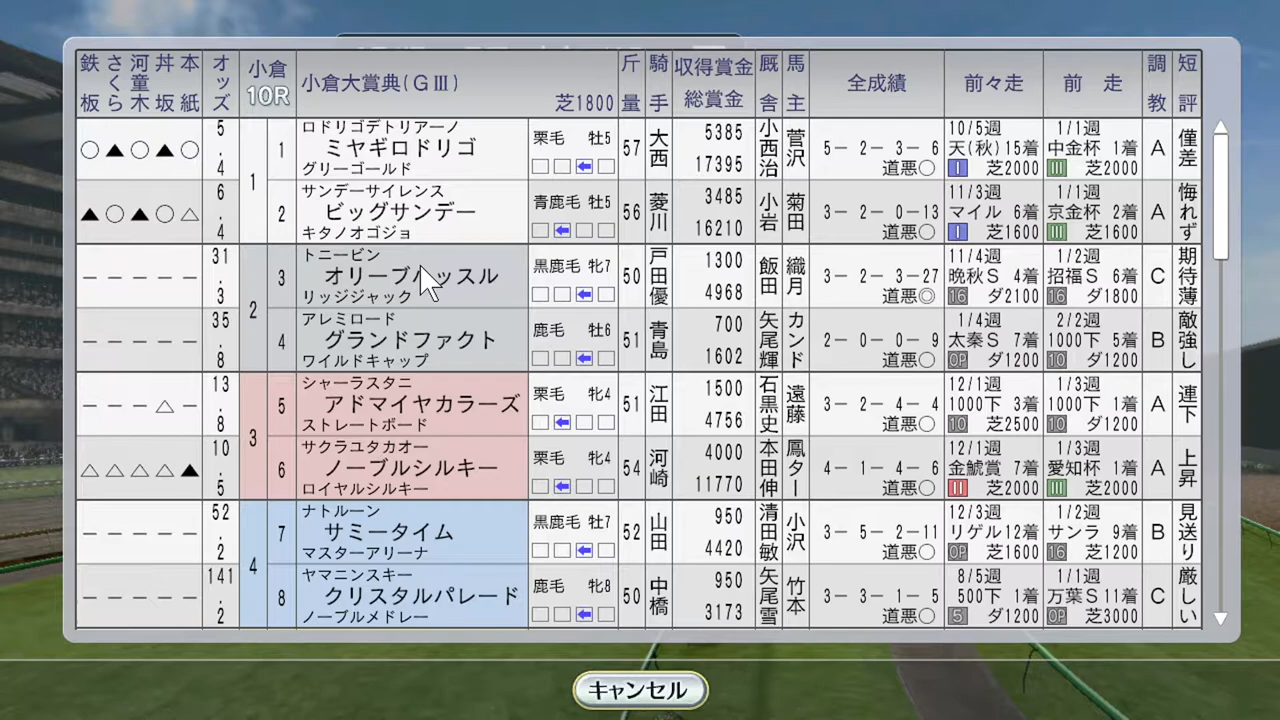 鉄板 さくら 河童木 丼坂 本紙 オッズ 小倉10R 小倉大賞典(GⅢ) 芝1800 斤量 騎手 収得賞金 総賞金 厩舎 馬主 全成績 前々走 前走 調教 短評
○▲○▲○ 5.4 1 1 ロドリゴデトリアーノ
ミヤギロドリゴ 栗毛 牡5 57 大西 5385 17395 小西治 菅沢 5-2-3-6 道悪○ 10/5週 天(秋)15着 Ⅰ 芝2000 1/1週 中金杯 1着 Ⅲ 芝2000 A 僅差
グリーゴールド
▲○▲○△ 6.4 2 サンデーサイレンス
ビッグサンデー 青鹿毛 牡5 56 菱川 3485 16210 小岩 菊田 3-2-0-13 道悪○ 11/3週 マイル 6着 Ⅰ 芝1600 1/1週 京金杯 2着 Ⅲ 芝1600 A 侮れず
キタノオゴジョ
----- 31.3 2 3 トニービン
オリーブハッスル 黒鹿毛 牝7 50 戸田優 1300 4968 飯田 織月 3-2-3-27 道悪◎ 11/4週 晩秋S 4着 16 ダ2100 1/2週 招福S 6着 16 ダ1800 C 期待薄
リッジジャック
----- 35.8 4 アレミロード
グランドファクト 鹿毛 牡6 51 青島 700 1602 矢尾輝 カンド 2-0-0-9 道悪○ 1/4週 太秦S 7着 OP ダ1200 2/2週 1000下 5着 10 ダ1200 B 敵強し
ワイルドキャップ
---△- 13.8 3 5 シャーラスタニ
アドマイヤカラーズ 栗毛 牝4 51 江田 1500 4756 石黒史 遠藤 3-2-4-4 道悪○ 12/1週 1000下 3着 10 芝2500 1/3週 1000下 1着 10 ダ1200 A 連下
ストレートボード
△△△△▲ 10.5 6 サクラユタカオー
ノーブルシルキー 栗毛 牝4 54 河崎 4000 11770 本田伸 鳳ター 4-1-4-6 道悪○ 12/1週 金鯱賞 7着 Ⅱ 芝2000 1/3週 愛知杯 1着 Ⅲ 芝2000 A 上昇
ロイヤルシルキー
----- 52.2 4 7 ナトルーン
サミータイム 黒鹿毛 牡7 52 山田 950 4420 清田敏 小沢 3-5-2-11 道悪○ 12/3週 リゲル12着 OP 芝1600 1/2週 サンラ 9着 16 芝1200 B 見送り
マスターアリーナ
----- 141.2 8 ヤマニンスキー
クリスタルパレード 鹿毛 牝8 50 中橋 950 3173 矢尾雪 竹本 3-3-1-5 道悪○ 8/5週 500下 1着 5 ダ1200 1/1週 万葉S11着 OP 芝3000 C 厳しい
ノーブルメドレー
キャンセル